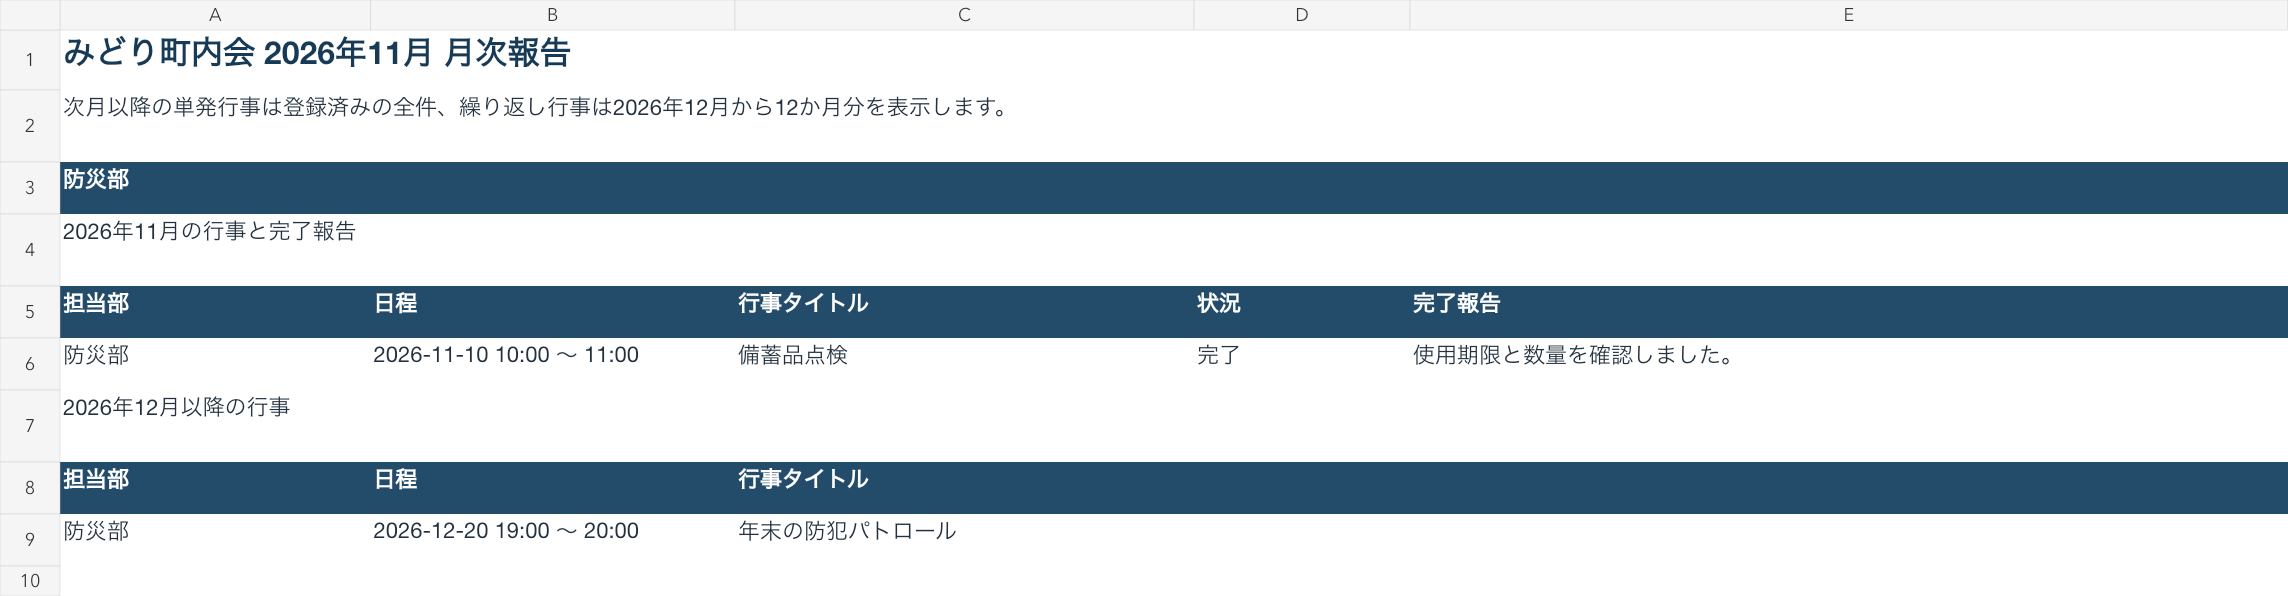 A B C D E
1 みどり町内会 2026年11月 月次報告
2 次月以降の単発行事は登録済みの全件、繰り返し行事は2026年12月から12か月分を表示します。
3 防災部
4 2026年11月の行事と完了報告
5 担当部 日程 行事タイトル 状況 完了報告
6 防災部 2026-11-10 10:00 〜 11:00 備蓄品点検 完了 使用期限と数量を確認しました。
7 2026年12月以降の行事
8 担当部 日程 行事タイトル
9 防災部 2026-12-20 19:00 〜 20:00 年末の防犯パトロール
10